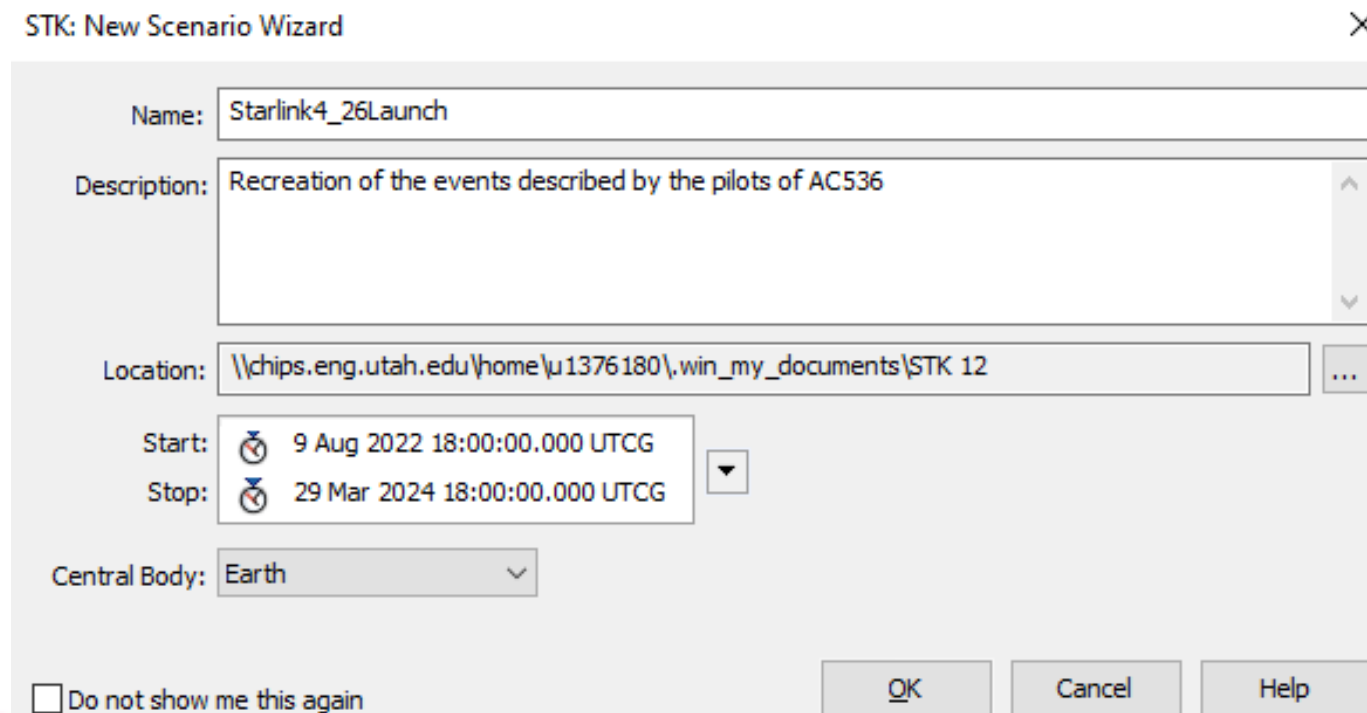 STK: New Scenario Wizard
Name: Starlink4_26Launch
Description: Recreation of the events described by the pilots of AC536
Location: \\chips.eng.utah.edu\home\u1376180\.win_my_documents\STK 12 ...
Start: 9 Aug 2022 18:00:00.000 UTCG
Stop: 29 Mar 2024 18:00:00.000 UTCG
Central Body: Earth
Do not show me this again OK Cancel Help